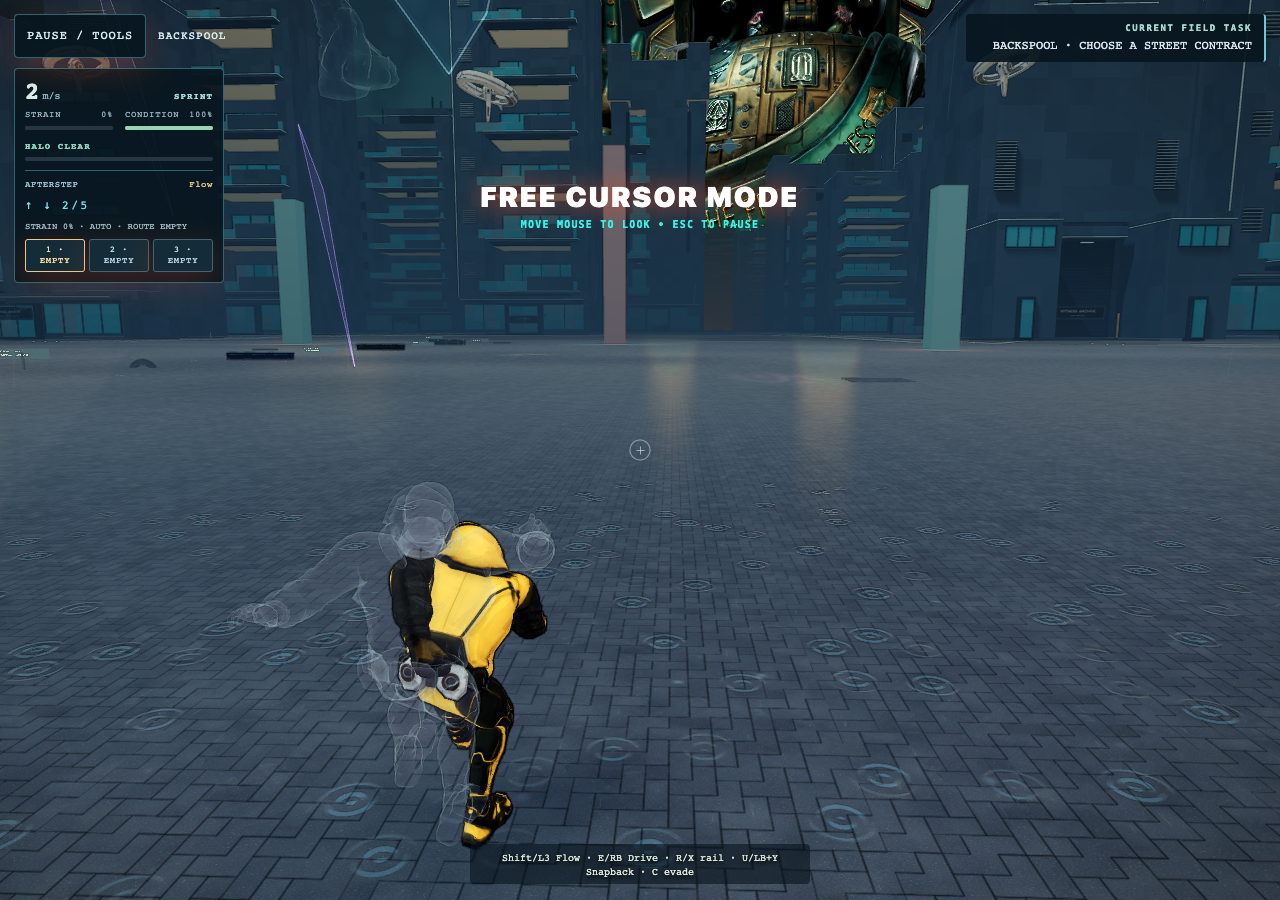 PAUSE / TOOLS
BACKSPOOL
CURRENT FIELD TASK
BACKSPOOL · CHOOSE A STREET CONTRACT
2 m/s
SPRINT
STRAIN 0%
CONDITION 100%
HALO CLEAR
AFTERSTEP
Flow
↑ ↓ 2/5
STRAIN 0% · AUTO · ROUTE EMPTY
1 · EMPTY
2 · EMPTY
3 · EMPTY
FREE CURSOR MODE
MOVE MOUSE TO LOOK • ESC TO PAUSE
Shift/L3 Flow · E/RB Drive · R/X rail · U/LB+Y
Snapback · C evade